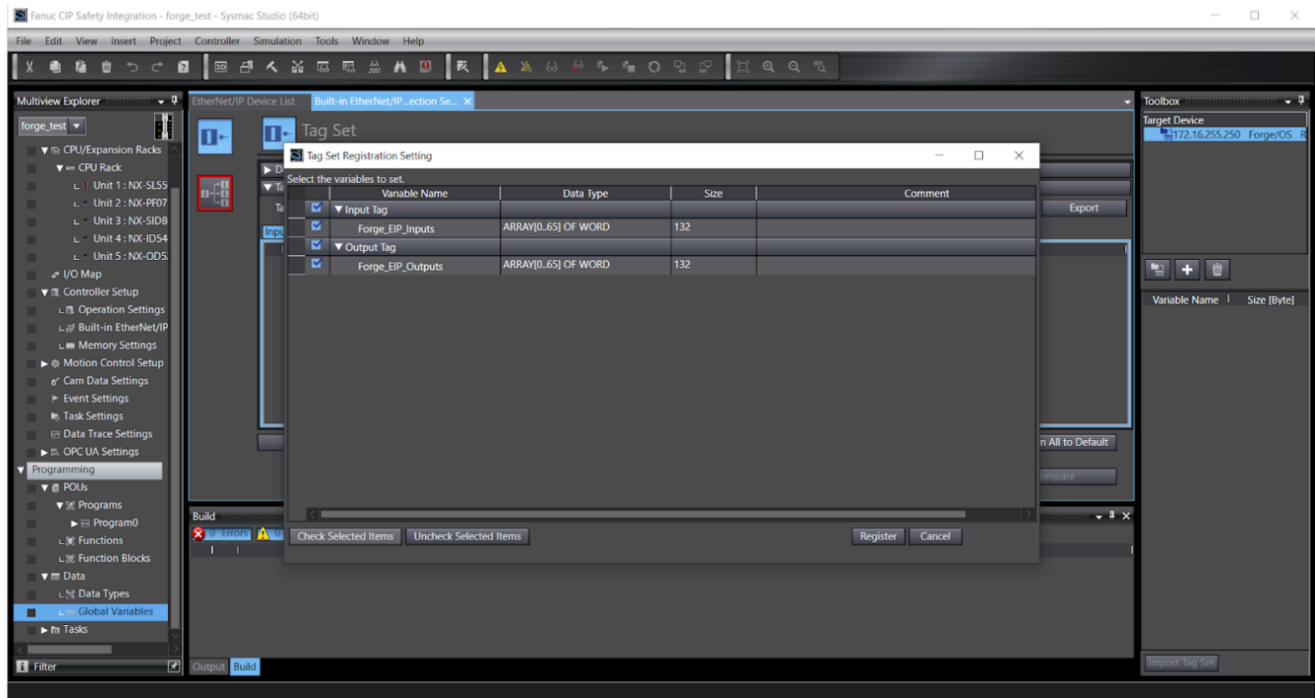 Fanuc CIP Safety Integration - forge_test - Sysmac Studio (64bit)
File Edit View Insert Project Controller Simulation Tools Window Help
Multiview Explorer
forge_test
CPU/Expansion Racks
CPU Rack
Unit 1 : NX-SL55
Unit 2 : NX-PF07
Unit 3 : NX-SID8
Unit 4 : NX-ID54
Unit 5 : NX-OD5
I/O Map
Controller Setup
Operation Settings
Built-in EtherNet/IP
Memory Settings
Motion Control Setup
Cam Data Settings
Event Settings
Task Settings
Data Trace Settings
OPC UA Settings
Programming
POUs
Programs
Program0
Functions
Function Blocks
Data
Data Types
Global Variables
Tasks
Filter
EtherNet/IP Device List Built-in EtherNet/IP...ection Se...
Tag Set
Export
n All to Default
ompare
Tag Set Registration Setting
Select the variables to set.
Variable Name Data Type Size Comment
Input Tag
Forge_EIP_Inputs ARRAY[0..65] OF WORD 132
Output Tag
Forge_EIP_Outputs ARRAY[0..65] OF WORD 132
Check Selected Items Uncheck Selected Items Register Cancel
Build
0 Errors 0
Output Build
Toolbox
Target Device
172.16.255.250 Forge/OS R
Variable Name Size [Byte]
Import Tag Set